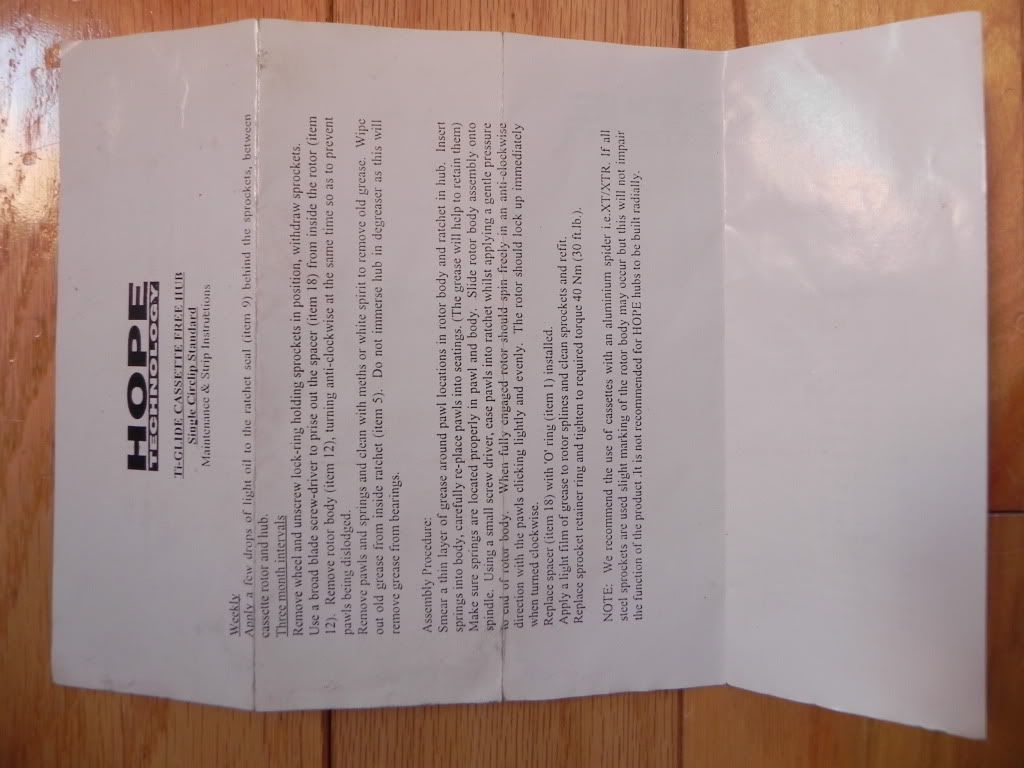 HOPE
TECHNOLOGY
Ti-GLIDE CASSETTE FREE HUB
Single Circlip Standard
Maintenance & Strip Instructions
Weekly
Apply a few drops of light oil to the ratchet seal (item 9) behind the sprockets, between
cassette rotor and hub.
Three month intervals
Remove wheel and unscrew lock-ring holding sprockets in position, withdraw sprockets.
Use a broad blade screw-driver to prise out the spacer (item 18) from inside the rotor (item
12). Remove rotor body (item 12), turning anti-clockwise at the same time so as to prevent
pawls being dislodged.
Remove pawls and springs and clean with meths or white spirit to remove old grease. Wipe
out old grease from inside ratchet (item 5). Do not immerse hub in degreaser as this will
remove grease from bearings.
Assembly Procedure:
Smear a thin layer of grease around pawl locations in rotor body and ratchet in hub. Insert
springs into body, carefully re-place pawls into seatings. (The grease will help to retain them)
Make sure springs are located properly in pawl and body. Slide rotor body assembly onto
spindle. Using a small screw driver, ease pawls into ratchet whilst applying a gentle pressure
to end of rotor body. When fully engaged rotor should spin freely in an anti-clockwise
direction with the pawls clicking lightly and evenly. The rotor should lock up immediately
when turned clockwise.
Replace spacer (item 18) with 'O' ring (item 1) installed.
Apply a light film of grease to rotor splines and clean sprockets and refit.
Replace sprocket retainer ring and tighten to required torque 40 Nm (30 ft.lb.).
NOTE: We recommend the use of cassettes with an aluminium spider i.e.XT/XTR. If all
steel sprockets are used slight marking of the rotor body may occur but this will not impair
the function of the product .It is not recommended for HOPE hubs to be built radially.